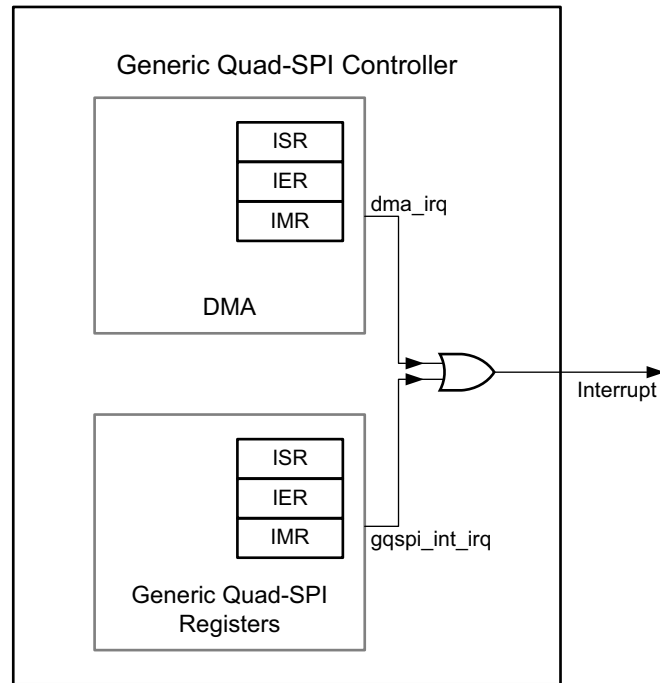 Generic Quad-SPI Controller
ISR
IER
IMR
dma_irq
DMA
Interrupt
ISR
IER
IMR
gqspi_int_irq
Generic Quad-SPI
Registers